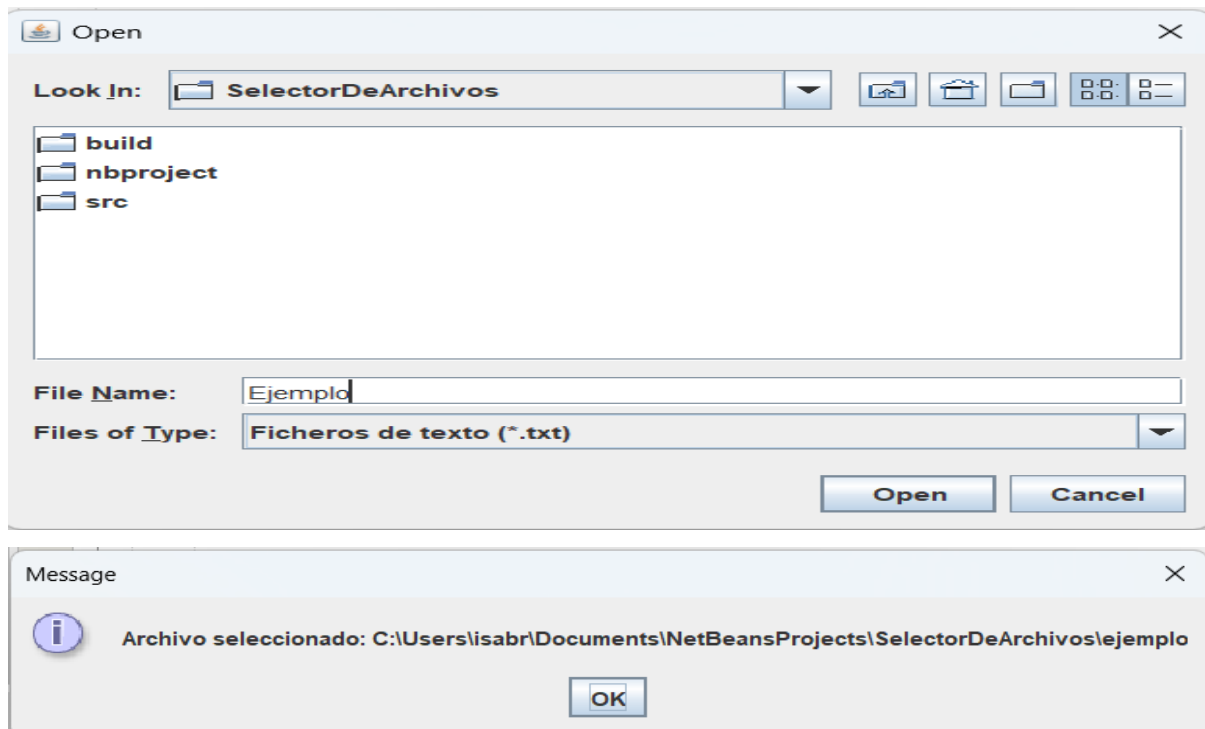 Open
Look In: SelectorDeArchivos
build
nbproject
src
File Name: Ejemplo
Files of Type: Ficheros de texto (*.txt)
Open Cancel
Message
Archivo seleccionado: C:\Users\isabr\Documents\NetBeansProjects\SelectorDeArchivos\ejemplo
OK